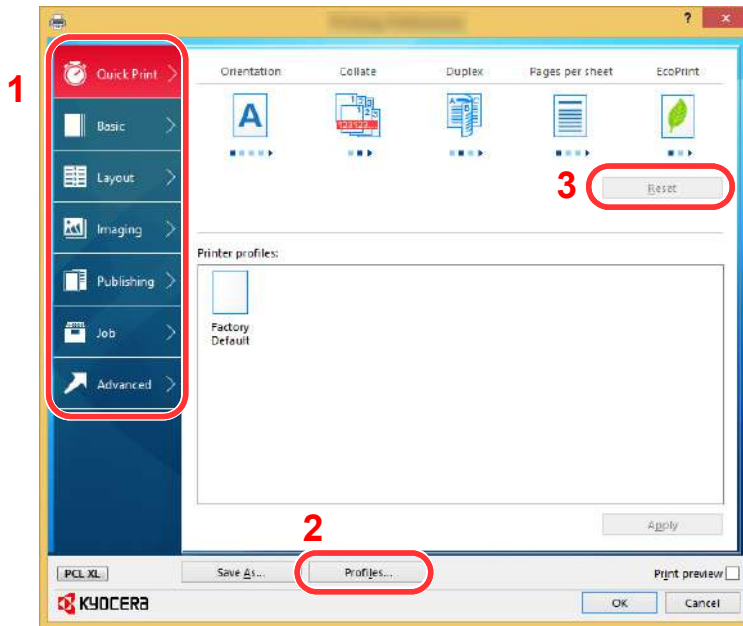 ?
x
1
Quick Print
Basic
Layout
Imaging
Publishing
Job
Advanced
Orientation
Collate
Duplex
Pages per sheet
EcoPrint
A
3
Reset
Printer profiles:
Factory
Default
Apply
2
PCL XL
Save As...
Profiles...
Print preview
KYOCERA
OK
Cancel